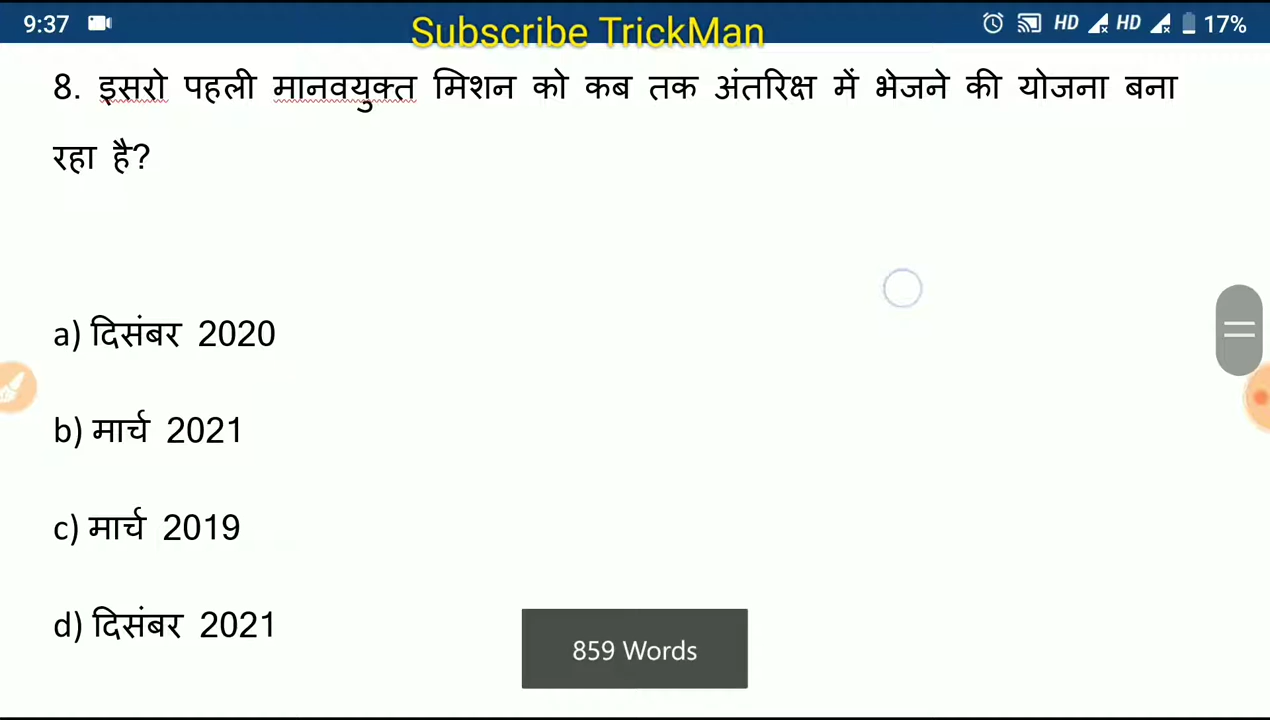 9:37 HD HD 17%
Subscribe TrickMan
8. इसरो पहली मानवयुक्त मिशन को कब तक अंतरिक्ष में भेजने की योजना बना
रहा है?
a) दिसंबर 2020
b) मार्च 2021
c) मार्च 2019
d) दिसंबर 2021
859 Words